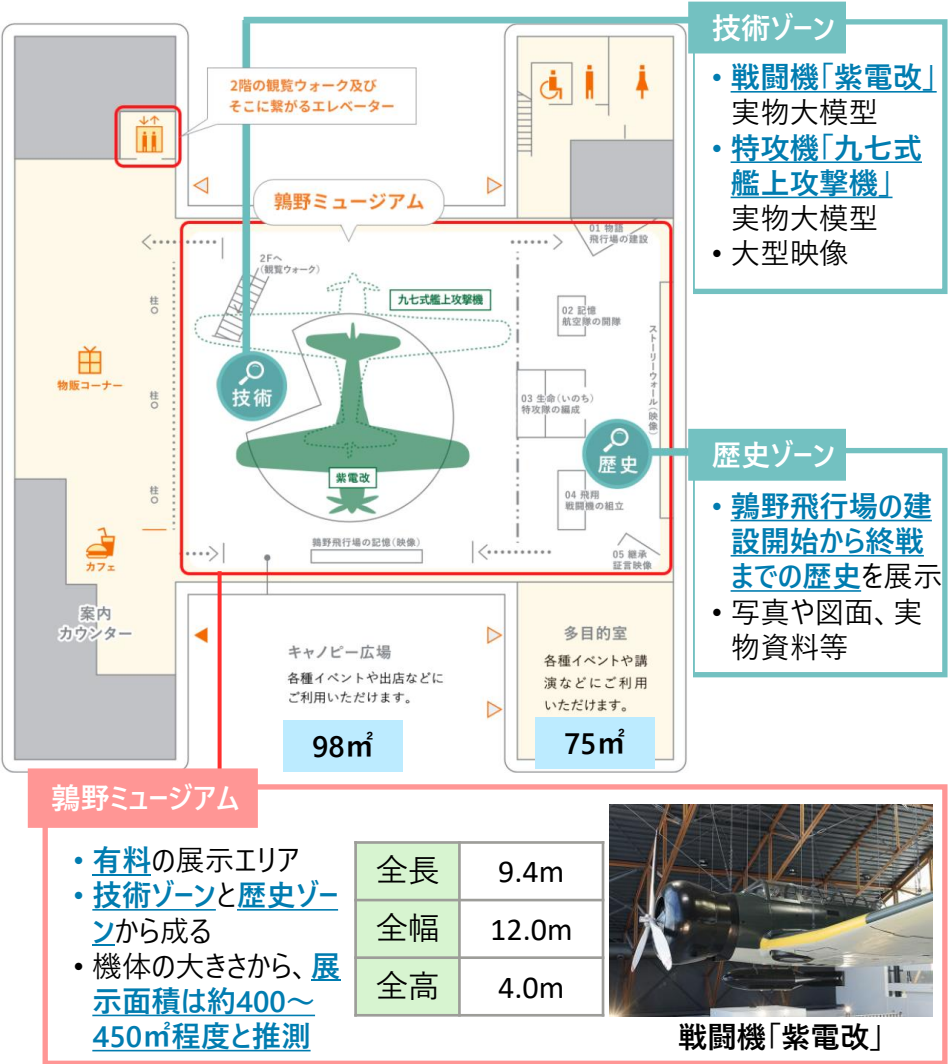 技術ゾーン
• 戦闘機「紫電改」
実物大模型
• 特攻機「九七式
艦上攻撃機」
実物大模型
• 大型映像
2階の観覧ウォーク及び
そこに繋がるエレベーター
鶉野ミュージアム
01 物語
飛行場の建設
2Fへ
(観覧ウォーク)
九七式艦上攻撃機
02 記憶
航空隊の開隊
柱
ストーリーウォール(映像)
物販コーナー
技術
柱
03 生命(いのち)
特攻隊の編成
歴史
紫電改
柱
04 飛翔
戦闘機の組立
鶉野飛行場の記憶(映像)
05 継承
証言映像
カフェ
案内
カウンター
歴史ゾーン
• 鶉野飛行場の建
設開始から終戦
までの歴史を展示
• 写真や図面、実
物資料等
キャノピー広場
各種イベントや出店などに
ご利用いただけます。
98㎡
多目的室
各種イベントや講
演などにご利用
いただけます。
75㎡
鶉野ミュージアム
• 有料の展示エリア
• 技術ゾーンと歴史ゾー
ンから成る
• 機体の大きさから、展
示面積は約400～
450㎡程度と推測
全長 9.4m
全幅 12.0m
全高 4.0m
戦闘機「紫電改」